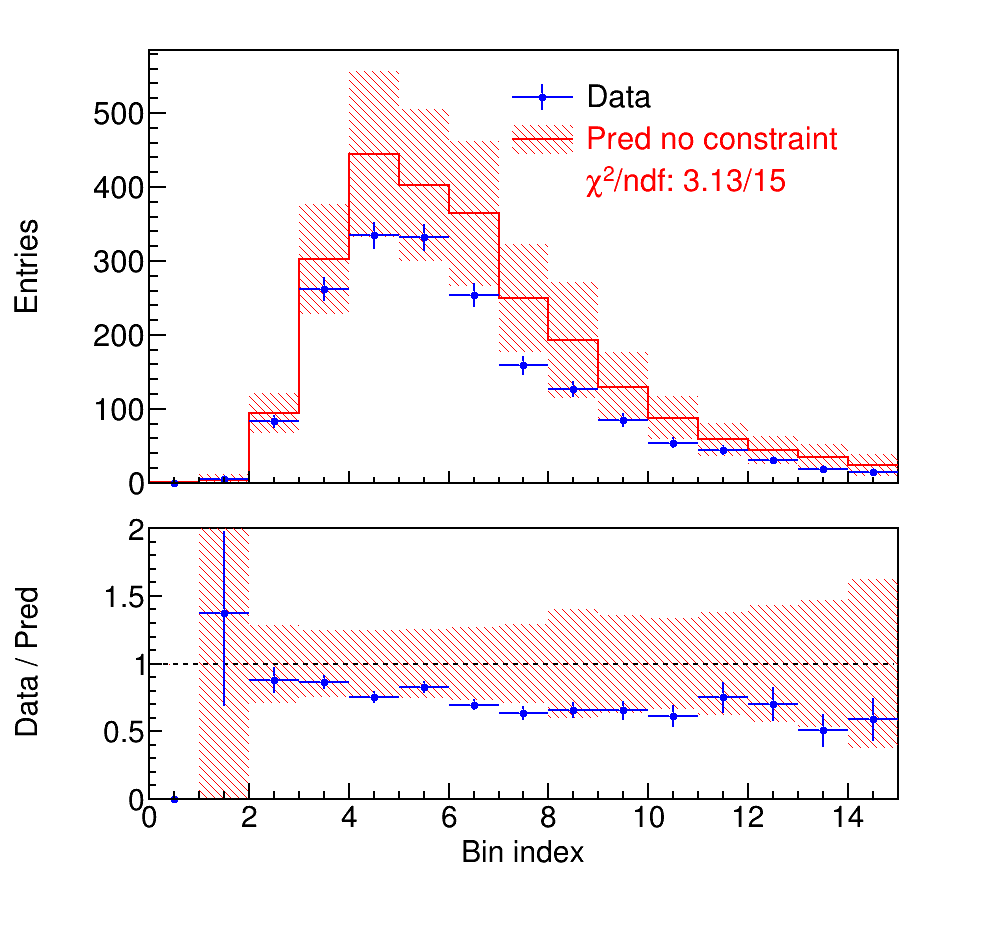 Entries
500
400
300
200
100
0
Data
Pred no constraint
χ²/ndf: 3.13/15
Data / Pred
2
1.5
1
0.5
0
0 2 4 6 8 10 12 14
Bin index